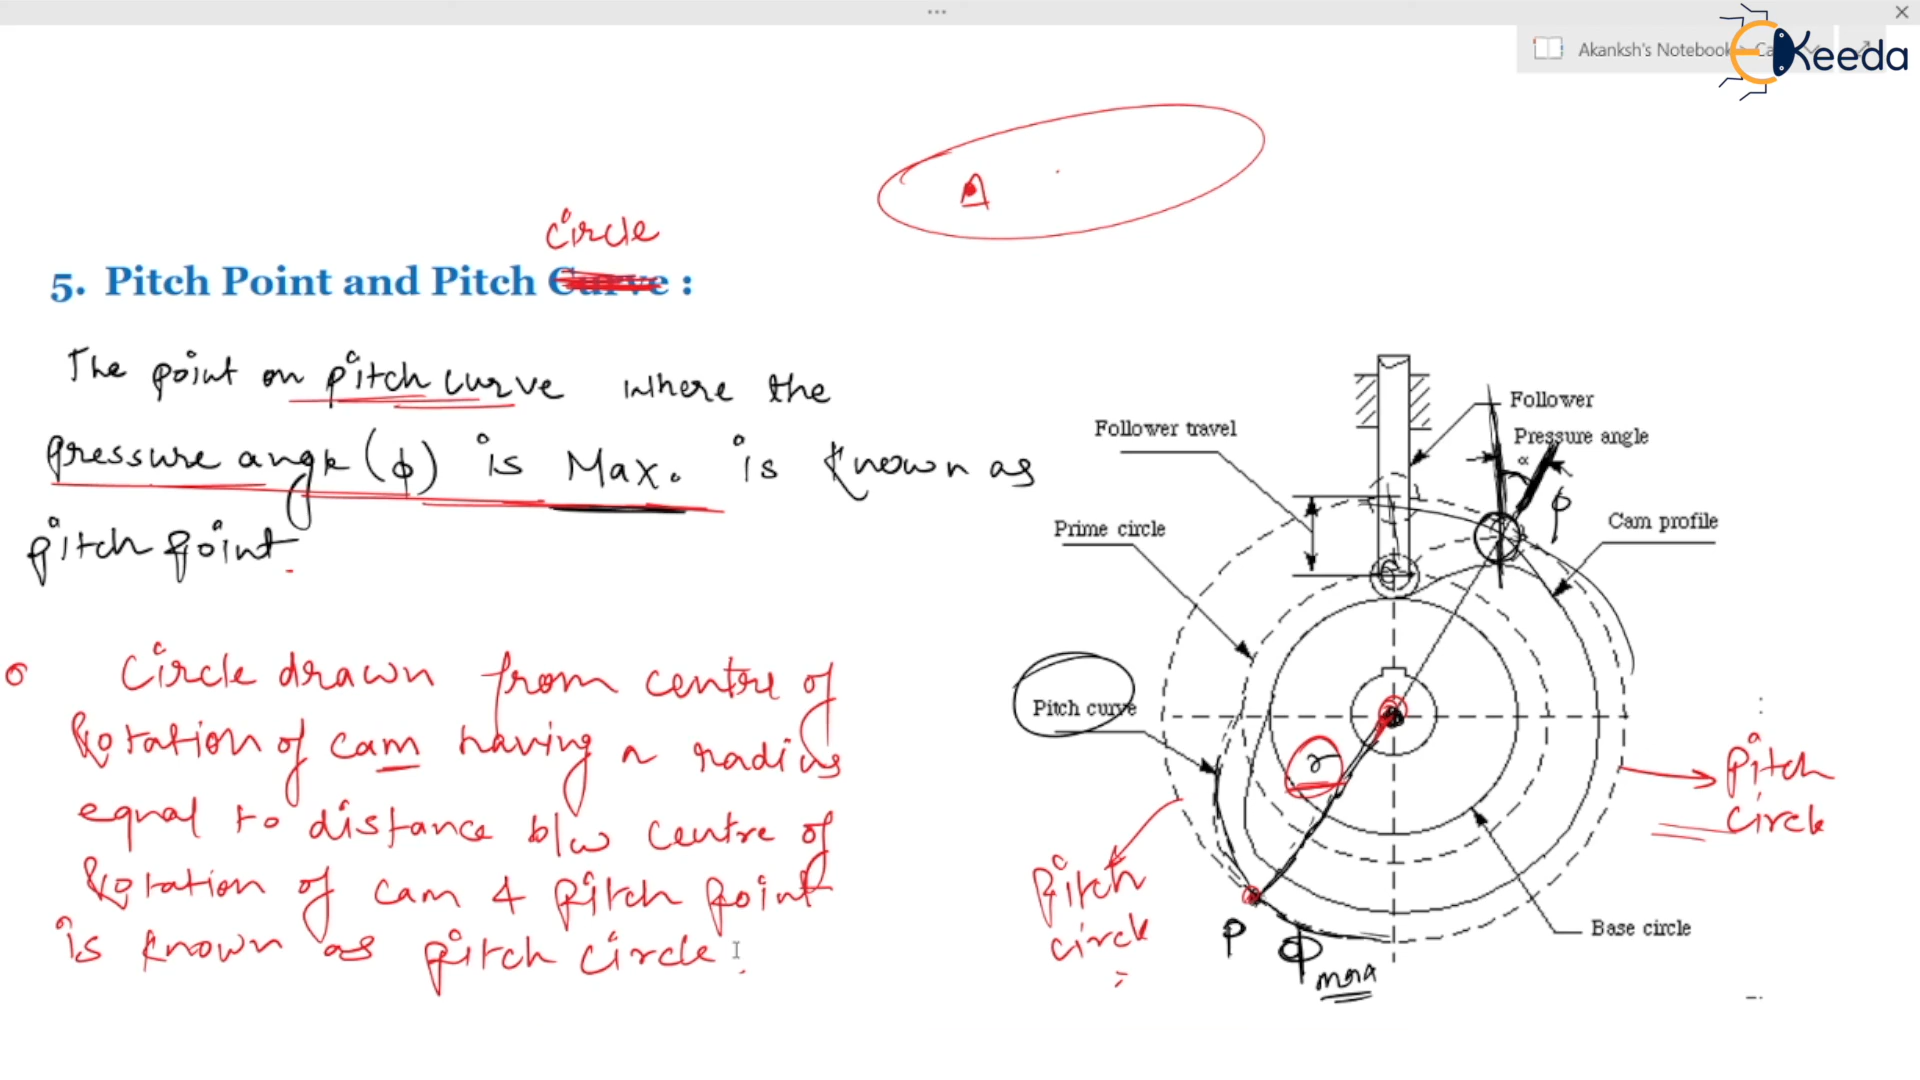 ...
Akanksh's Notebook > Ca
EKeeda
A
circle
5. Pitch Point and Pitch Curve :
The point on pitch curve where the
pressure angle (ϕ) is Max. is known as
pitch point.
Circle drawn from centre of
Rotation of cam having a radius
equal to distance b/w centre of
Rotation of cam & pitch point
is known as pitch circle.
Follower
Pressure angle
α
ϕ
Follower travel
Prime circle
Cam profile
Pitch curve
r
Pitch
circle
Pitch
circle
Base circle
P
ϕmax